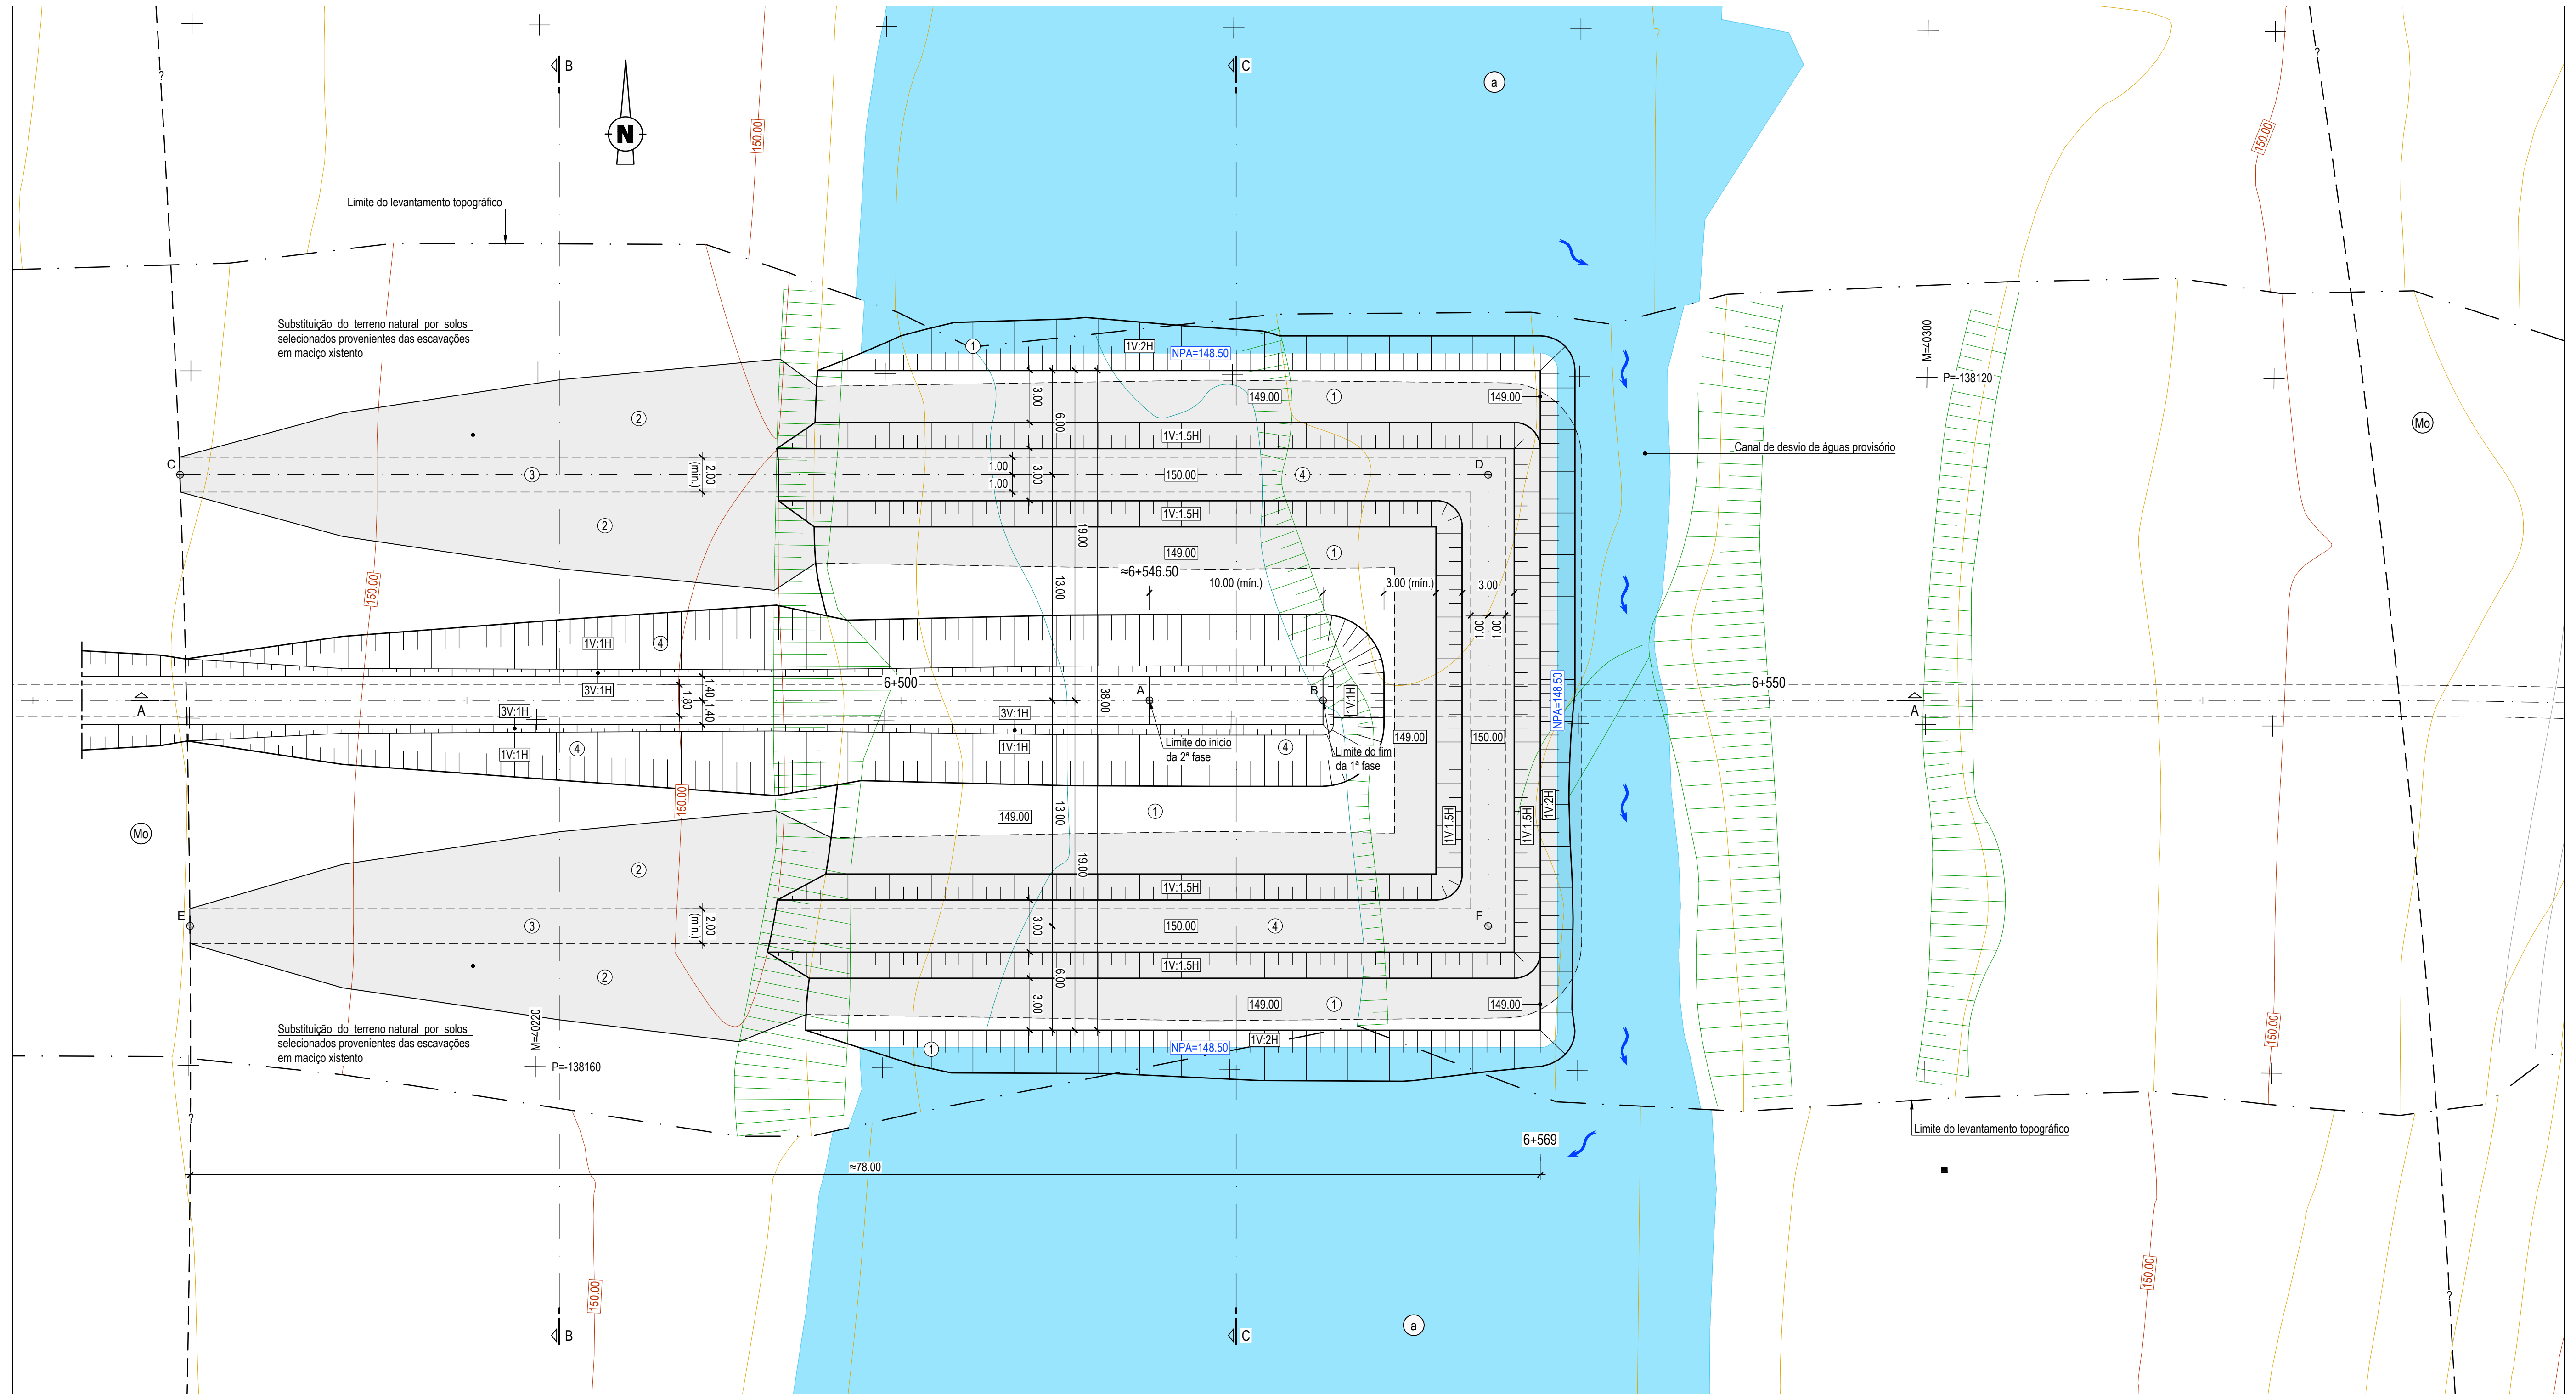 ?
B
N
C
a
150.00
150.00
?
Limite do levantamento topográfico
Substituição do terreno natural por solos
selecionados provenientes das escavações
em maciço xistento
1
1V:2H
NPA=148.50
M=40300
P=-138120
2
3.00
6.00
149.00
1
149.00
Mo
1V:1.5H
Canal de desvio de águas provisório
C
3
2.00
(min.)
1.00
1.00
3.00
150.00
4
D
1V:1.5H
2
19.00
149.00
1
≈6+546.50
10.00 (min.)
3.00 (min.)
3.00
150.00
13.00
1.00
1.00
1V:1H
4
3V:1H
1.80
1.40
1.40
6+500
38.00
A
B
1V:1H
NPA=148.50
6+550
A
A
3V:1H
1V:1H
4
3V:1H
1V:1H
Limite do inicio
da 2ª fase
4
Limite do fim
da 1ª fase
149.00
150.00
150.00
149.00
13.00
1
1V:1.5H
1V:1.5H
1V:2H
Mo
2
19.00
1V:1.5H
E
3
2.00
(min.)
3.00
150.00
4
F
1V:1.5H
2
6.00
3.00
149.00
1
149.00
Substituição do terreno natural por solos
selecionados provenientes das escavações
em maciço xistento
M=40220
P=-138160
1
NPA=148.50
1V:2H
150.00
?
6+569
Limite do levantamento topográfico
≈78.00
150.00
150.00
?
B
C
a